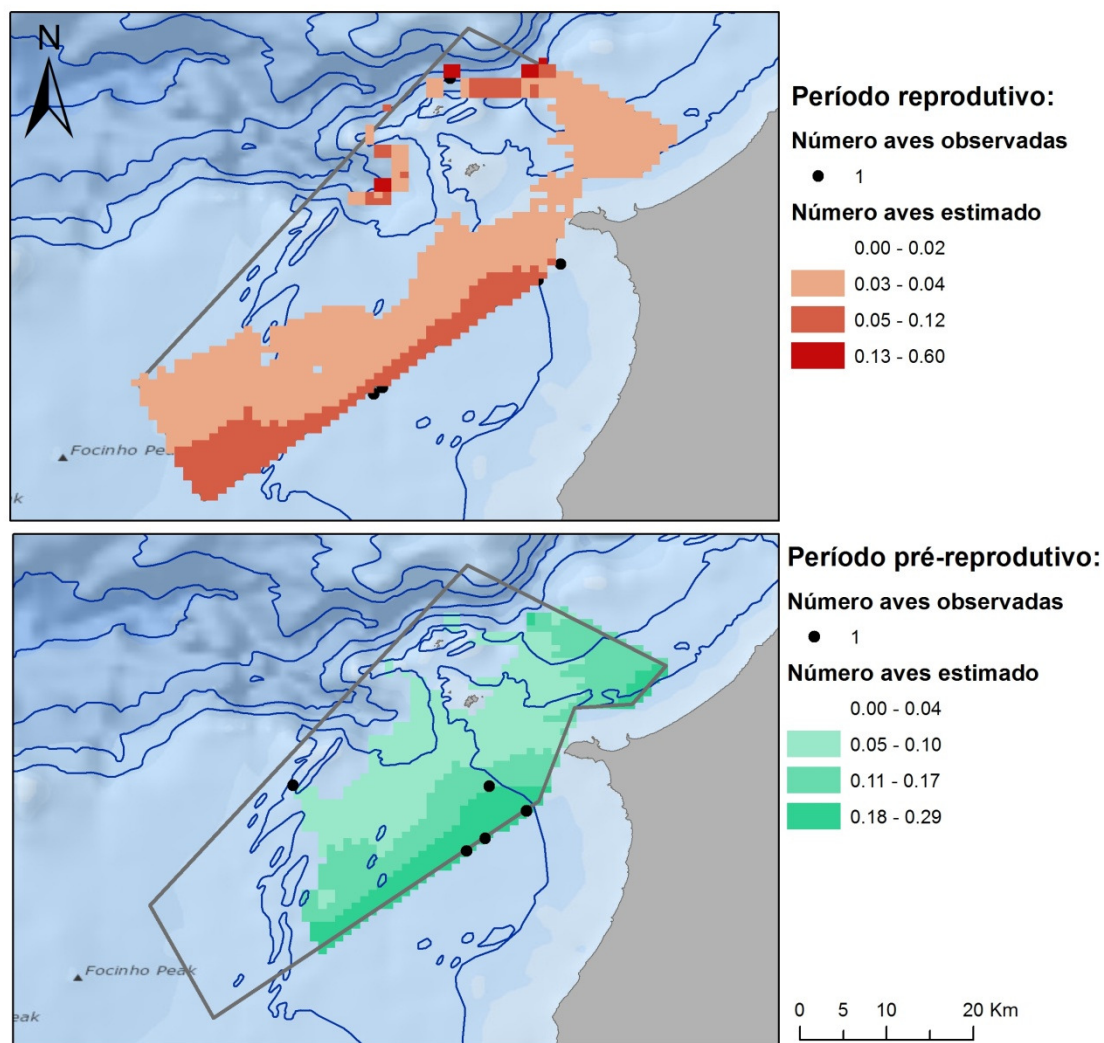 N
Focinho Pea
eak
Período reprodutivo:
Número aves observadas
1
Número aves estimado
0.00 - 0.02
0.03 - 0.04
0.05 - 0.12
0.13 - 0.60
Focinho Peak
eak
Período pré-reprodutivo:
Número aves observadas
1
Número aves estimado
0.00 - 0.04
0.05 - 0.10
0.11 - 0.17
0.18 - 0.29
0 5 10 20 Km